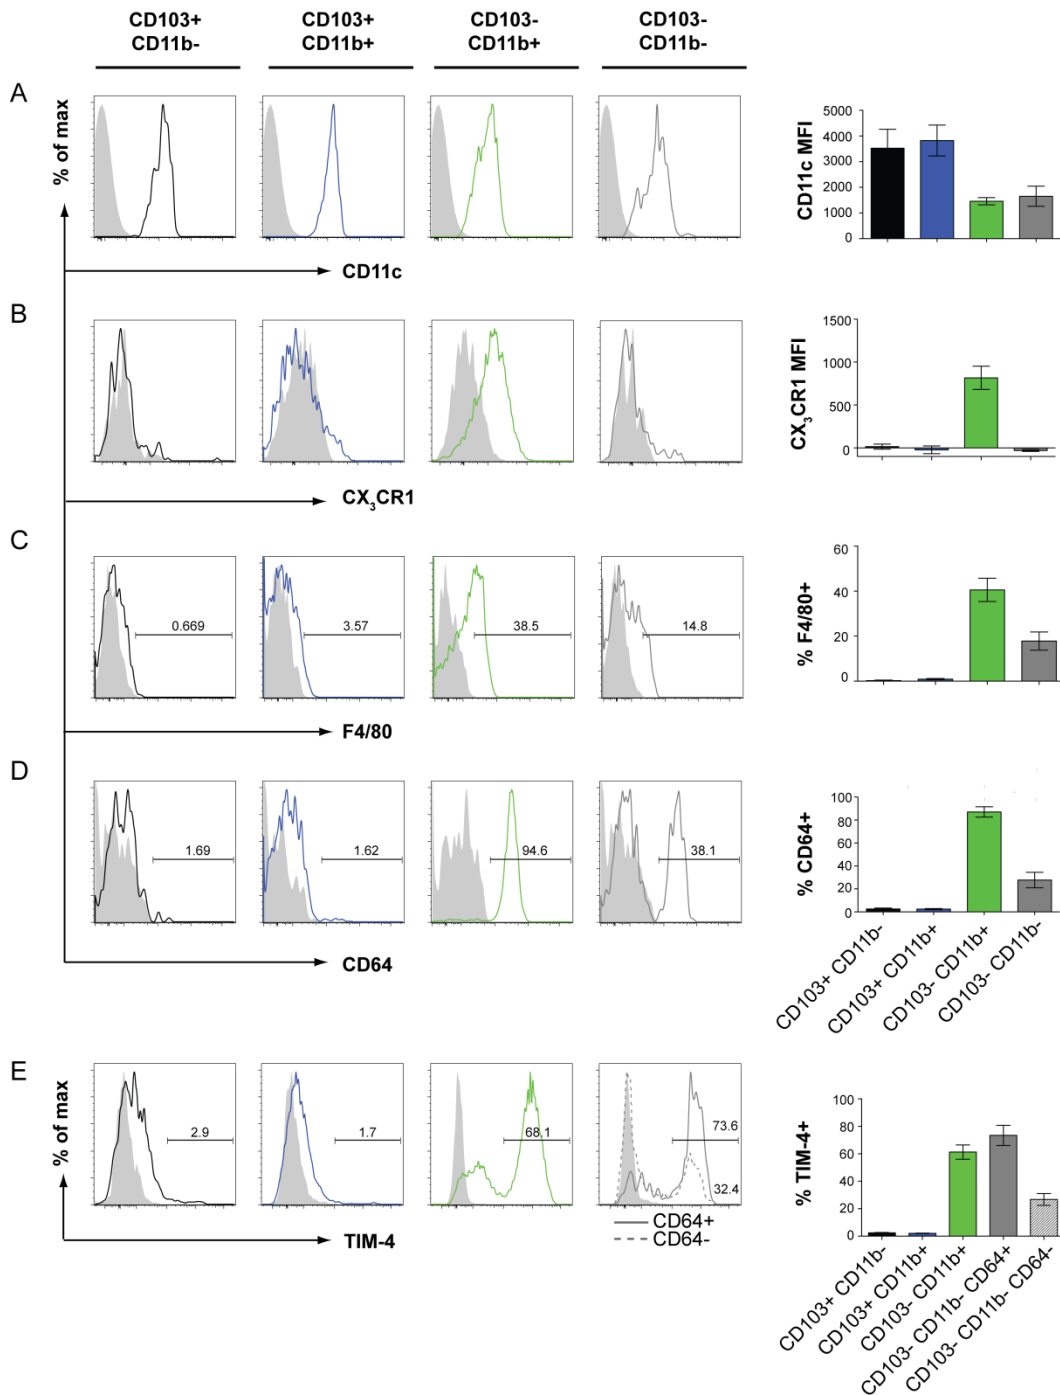 CD103+ CD103+ CD103- CD103-
CD11b- CD11b+ CD11b+ CD11b-
A
% of max
CD11c
5000
4000
3000
2000
1000
0
CD11c MFI
B
CX3CR1
1500
1000
500
0
CX3CR1 MFI
C
0.669 3.57 38.5 14.8
F4/80
60
40
20
0
% F4/80+
D
1.69 1.62 94.6 38.1
CD64
100
80
60
40
20
0
% CD64+
CD103+ CD11b-
CD103+ CD11b+
CD103- CD11b+
CD103- CD11b-
E
% of max
2.9 1.7 68.1 73.6
32.4
CD64+
CD64-
TIM-4
100
80
60
40
20
0
% TIM-4+
CD103+ CD11b-
CD103+ CD11b+
CD103- CD11b+
CD103- CD11b- CD64+
CD103- CD11b- CD64-